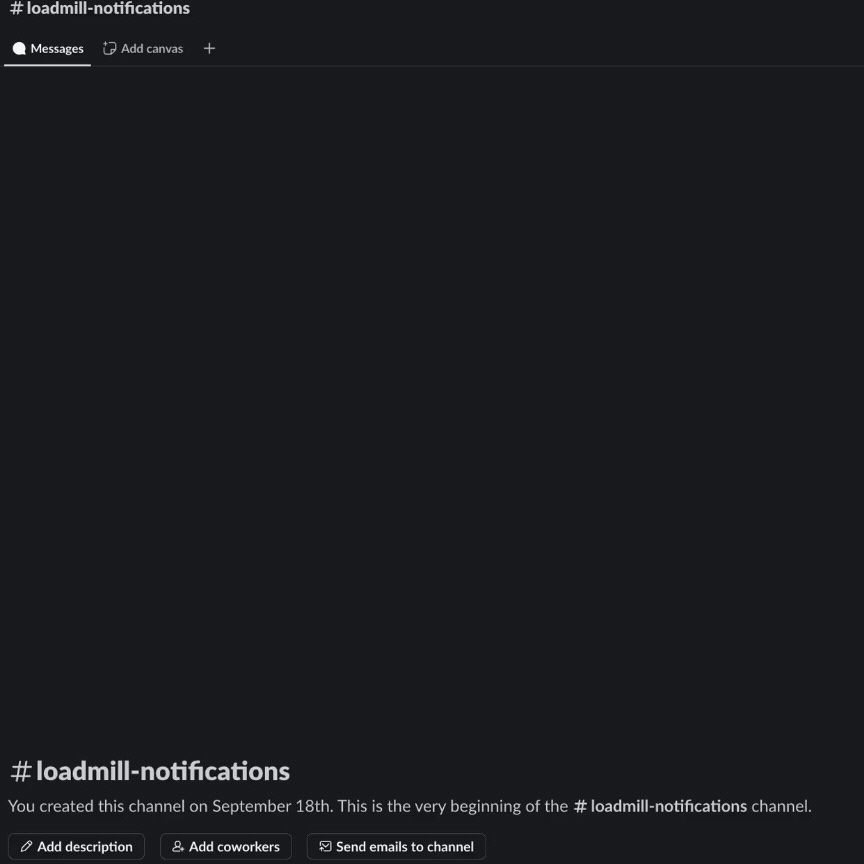 # loadmill-notifications
Messages Add canvas +
# loadmill-notifications
You created this channel on September 18th. This is the very beginning of the # loadmill-notifications channel.
Add description Add coworkers Send emails to channel